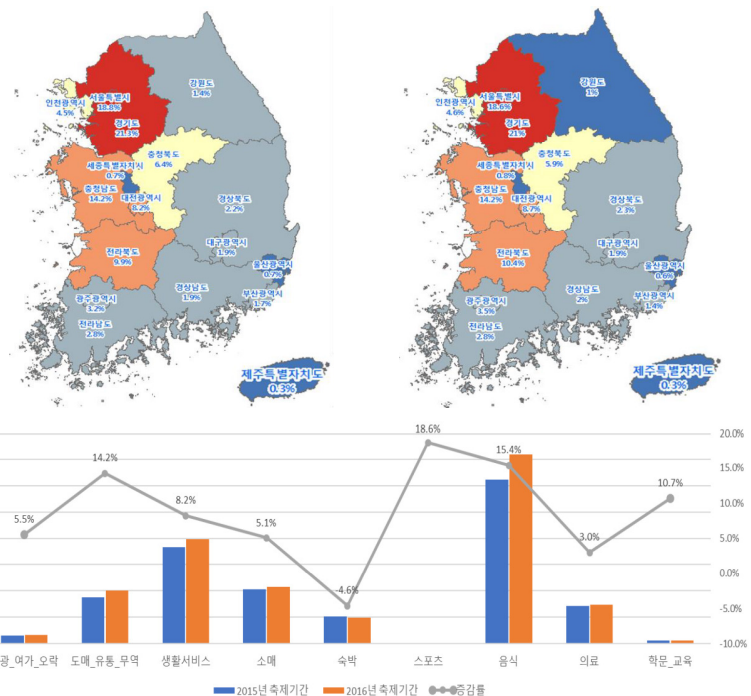 강원도
1.4%
서울특별시
18.8%
인천광역시
4.5%
경기도
21.3%
충청북도
6.4%
세종특별자치시
0.7%
충청남도
14.2%
대전광역시
8.2%
경상북도
2.2%
대구광역시
1.9%
전라북도
9.9%
울산광역시
0.7%
경상남도
1.9%
부산광역시
1.7%
광주광역시
3.2%
전라남도
2.8%
제주특별자치도
0.3%
강원도
1%
서울특별시
18.6%
인천광역시
4.6%
경기도
21%
충청북도
5.9%
세종특별자치시
0.8%
충청남도
14.2%
대전광역시
8.7%
경상북도
2.3%
대구광역시
1.9%
전라북도
10.4%
울산광역시
0.6%
경상남도
2%
부산광역시
1.4%
광주광역시
3.5%
전라남도
2.8%
제주특별자치도
0.3%
5.5% 14.2% 8.2% 5.1% -4.6% 18.6% 15.4% 3.0% 10.7%
20.0%
15.0%
10.0%
5.0%
0.0%
-5.0%
-10.0%
광_여가_오락 도매_유통_무역 생활서비스 소매 숙박 스포츠 음식 의료 학문_교육
2015년 축제기간 2016년 축제기간 증감률